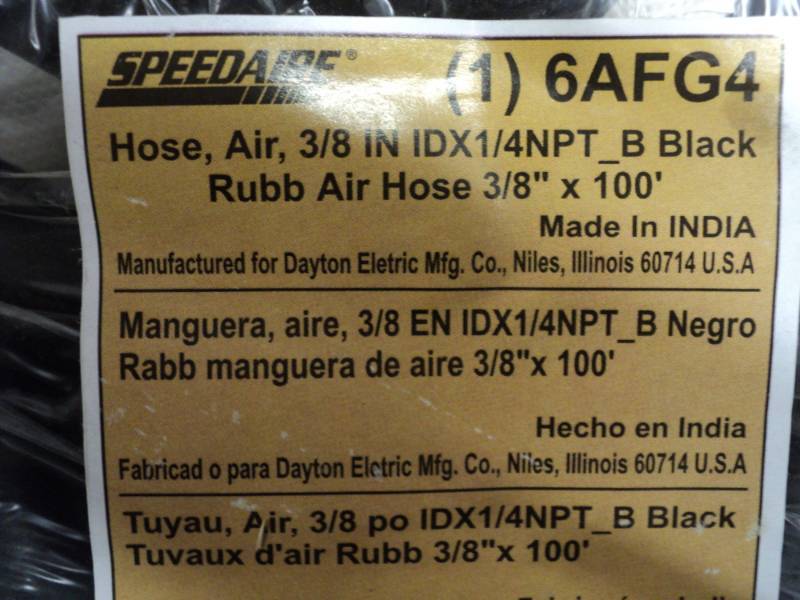 SPEEDAIRE® (1) 6AFG4
Hose, Air, 3/8 IN IDX1/4NPT_B Black
Rubb Air Hose 3/8" x 100'
Made In INDIA
Manufactured for Dayton Eletric Mfg. Co., Niles, Illinois 60714 U.S.A
Manguera, aire, 3/8 EN IDX1/4NPT_B Negro
Rabb manguera de aire 3/8"x 100'
Hecho en India
Fabricad o para Dayton Eletric Mfg. Co., Niles, Illinois 60714 U.S.A
Tuyau, Air, 3/8 po IDX1/4NPT_B Black
Tuvaux d'air Rubb 3/8"x 100'